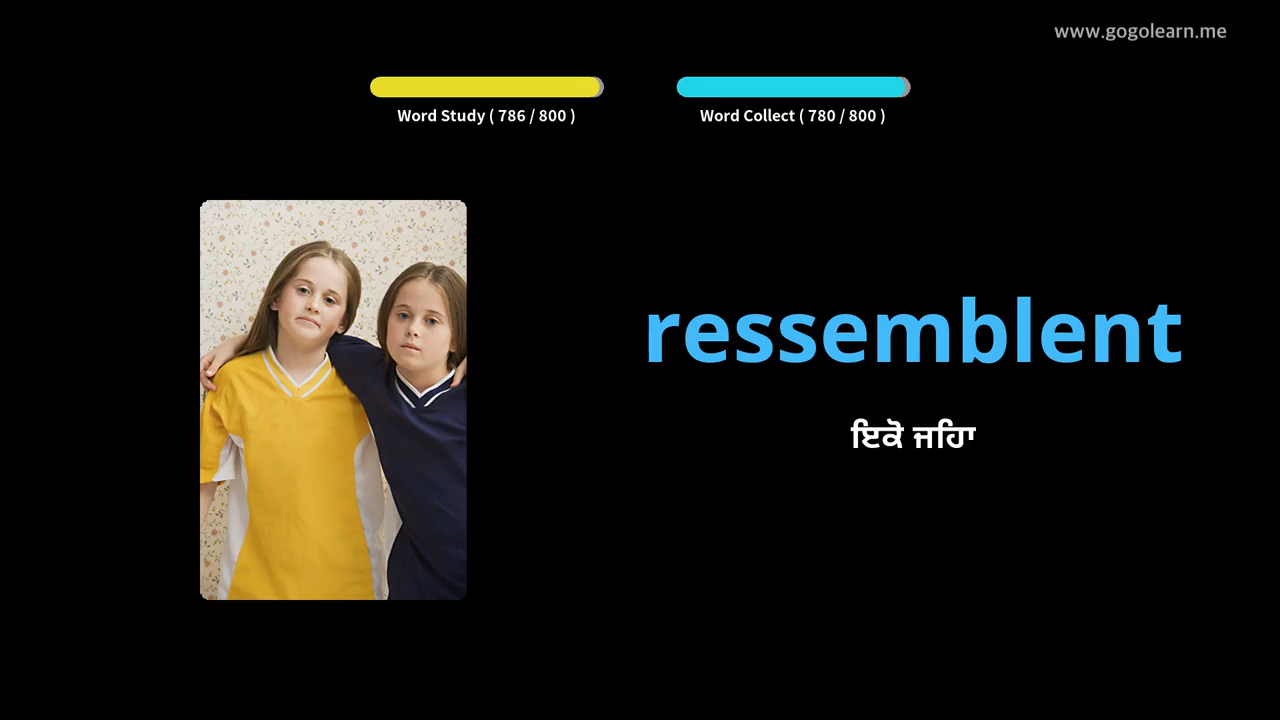 www.gogolearn.me
Word Study ( 786 / 800 )
Word Collect ( 780 / 800 )
ressemblent
ਇਕੋ ਜਹਿਾ